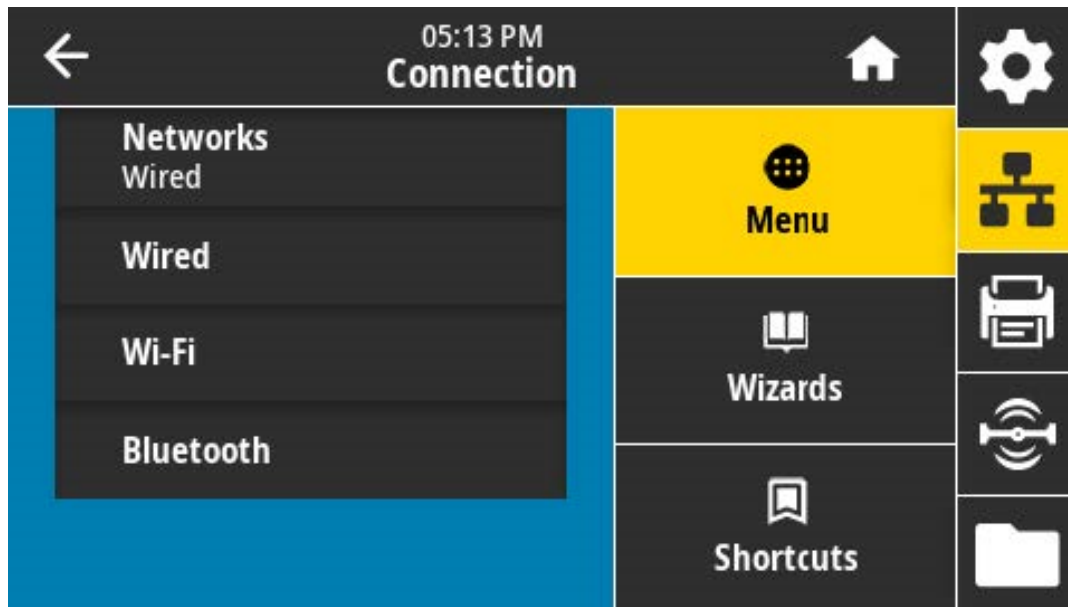 05:13 PM
Connection
Networks
Wired
Wired
Wi-Fi
Bluetooth
Menu
Wizards
Shortcuts